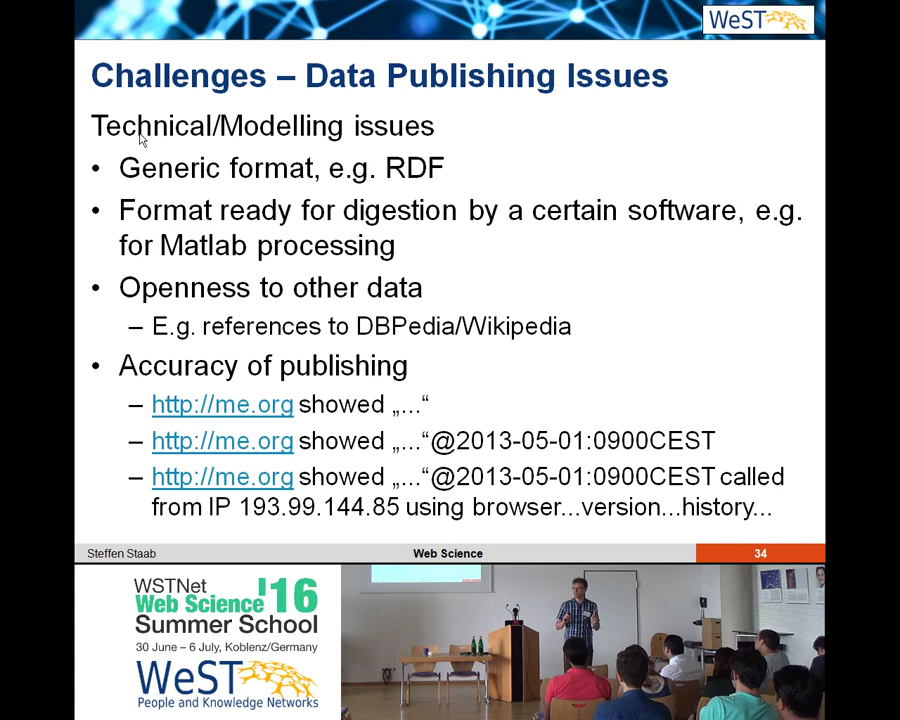 WeST
Challenges – Data Publishing Issues
Technical/Modelling issues
• Generic format, e.g. RDF
• Format ready for digestion by a certain software, e.g.
for Matlab processing
• Openness to other data
– E.g. references to DBPedia/Wikipedia
• Accuracy of publishing
– http://me.org showed „...“
– http://me.org showed „...“@2013-05-01:0900CEST
– http://me.org showed „...“@2013-05-01:0900CEST called
from IP 193.99.144.85 using browser...version...history...
Steffen Staab Web Science 34
WSTNet
Web Science '16
Summer School
30 June – 6 July, Koblenz/Germany
WeST
People and Knowledge Networks